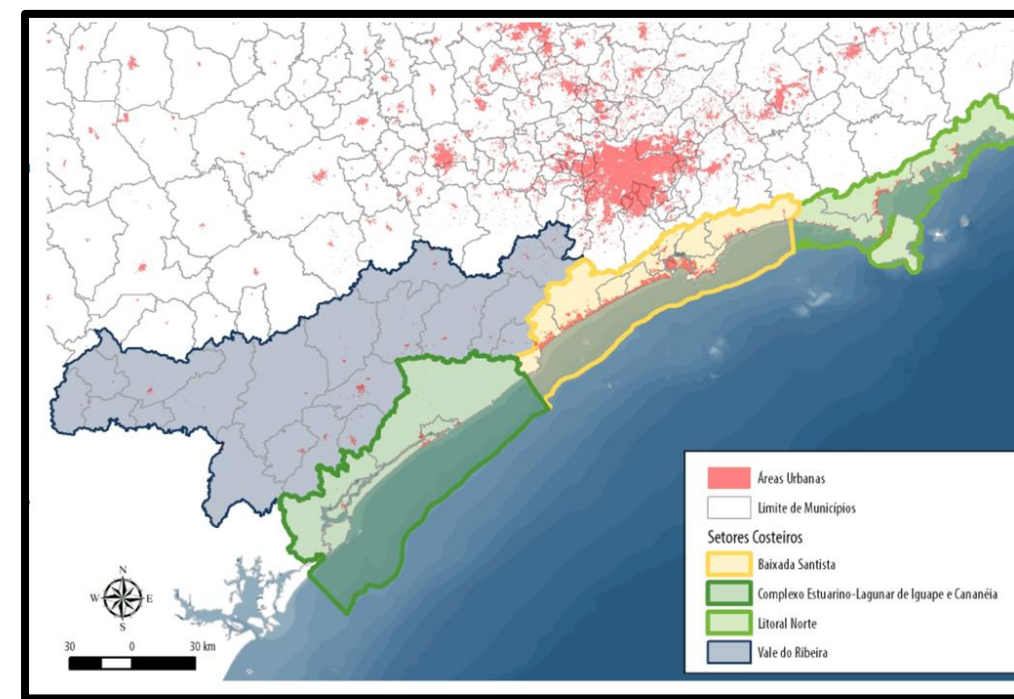 Áreas Urbanas
Limite de Municípios
Setores Costeiros
Baixada Santista
Complexo Estuarino-Lagunar de Iguape e Cananéia
Litoral Norte
Vale do Ribeira
N
W E
S
30 0 30 km